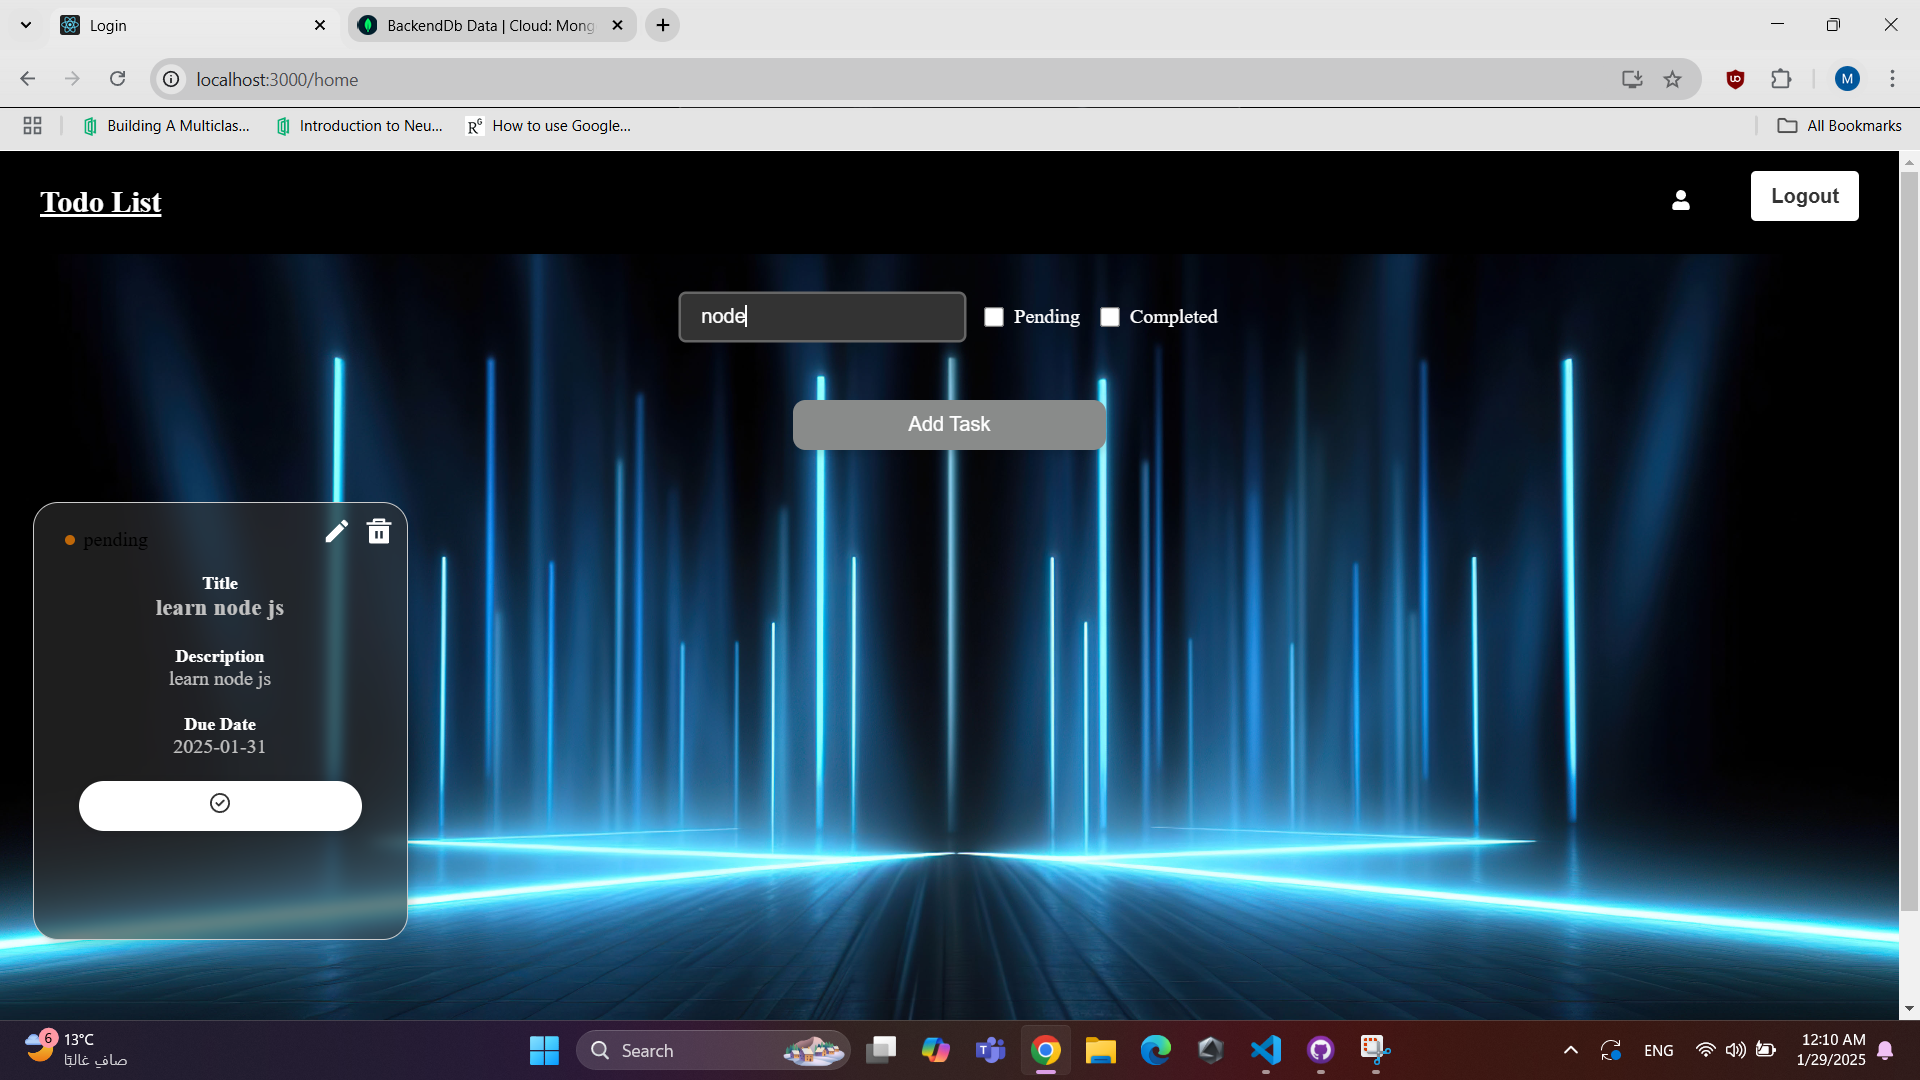 Login
BackendDb Data | Cloud: Mong
localhost:3000/home
M
Building A Multiclas...
Introduction to Neu...
How to use Google...
All Bookmarks
Todo List
Logout
node
Pending
Completed
Add Task
pending
Title
learn node js
Description
learn node js
Due Date
2025-01-31
6
13°C
صافٍ غالبًا
Search
ENG
12:10 AM
1/29/2025